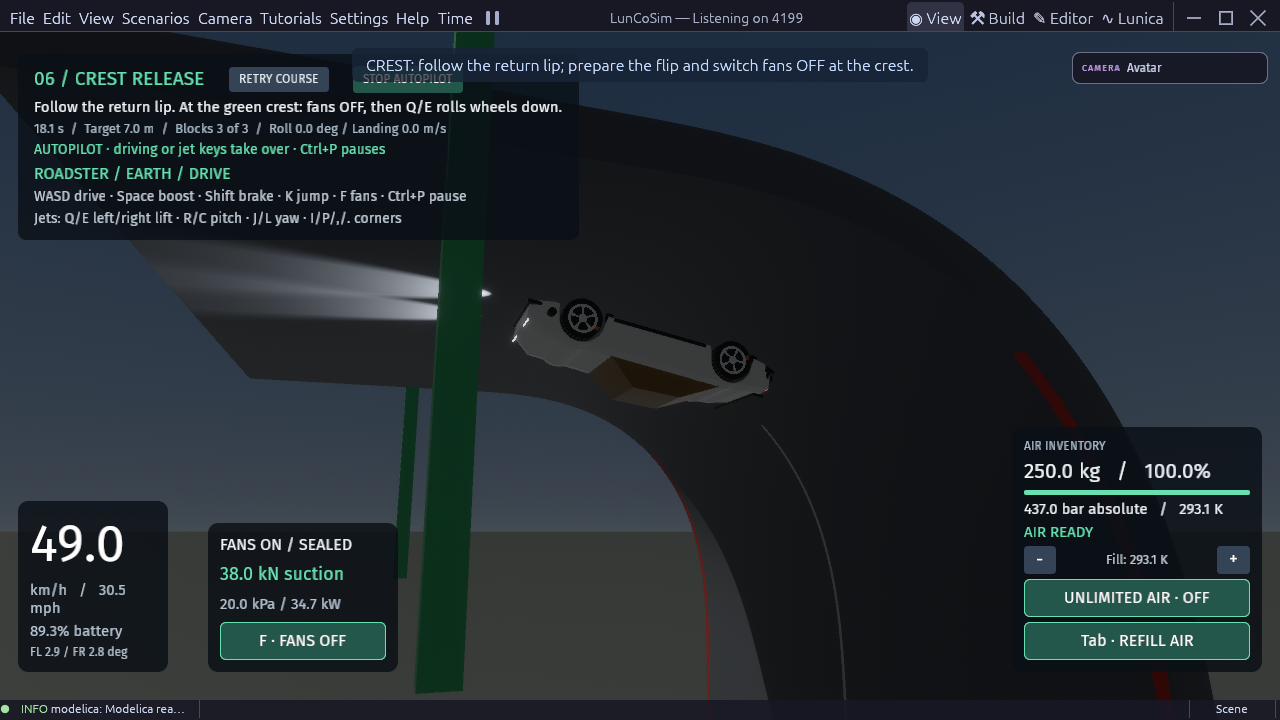 File Edit View Scenarios Camera Tutorials Settings Help Time
LunCoSim — Listening on 4199
View Build Editor Lunica
CREST: follow the return lip; prepare the flip and switch fans OFF at the crest.
06 / CREST RELEASE
RETRY COURSE
STOP AUTOPILOT
Follow the return lip. At the green crest: fans OFF, then Q/E rolls wheels down.
18.1 s / Target 7.0 m / Blocks 3 of 3 / Roll 0.0 deg / Landing 0.0 m/s
AUTOPILOT · driving or jet keys take over · Ctrl+P pauses
ROADSTER / EARTH / DRIVE
WASD drive · Space boost · Shift brake · K jump · F fans · Ctrl+P pause
Jets: Q/E left/right lift · R/C pitch · J/L yaw · I/P/,/. corners
CAMERA Avatar
49.0
km/h / 30.5
mph
89.3% battery
FL 2.9 / FR 2.8 deg
FANS ON / SEALED
38.0 kN suction
20.0 kPa / 34.7 kW
F · FANS OFF
AIR INVENTORY
250.0 kg / 100.0%
437.0 bar absolute / 293.1 K
AIR READY
- Fill: 293.1 K +
UNLIMITED AIR · OFF
Tab · REFILL AIR
INFO modelica: Modelica rea...
Scene